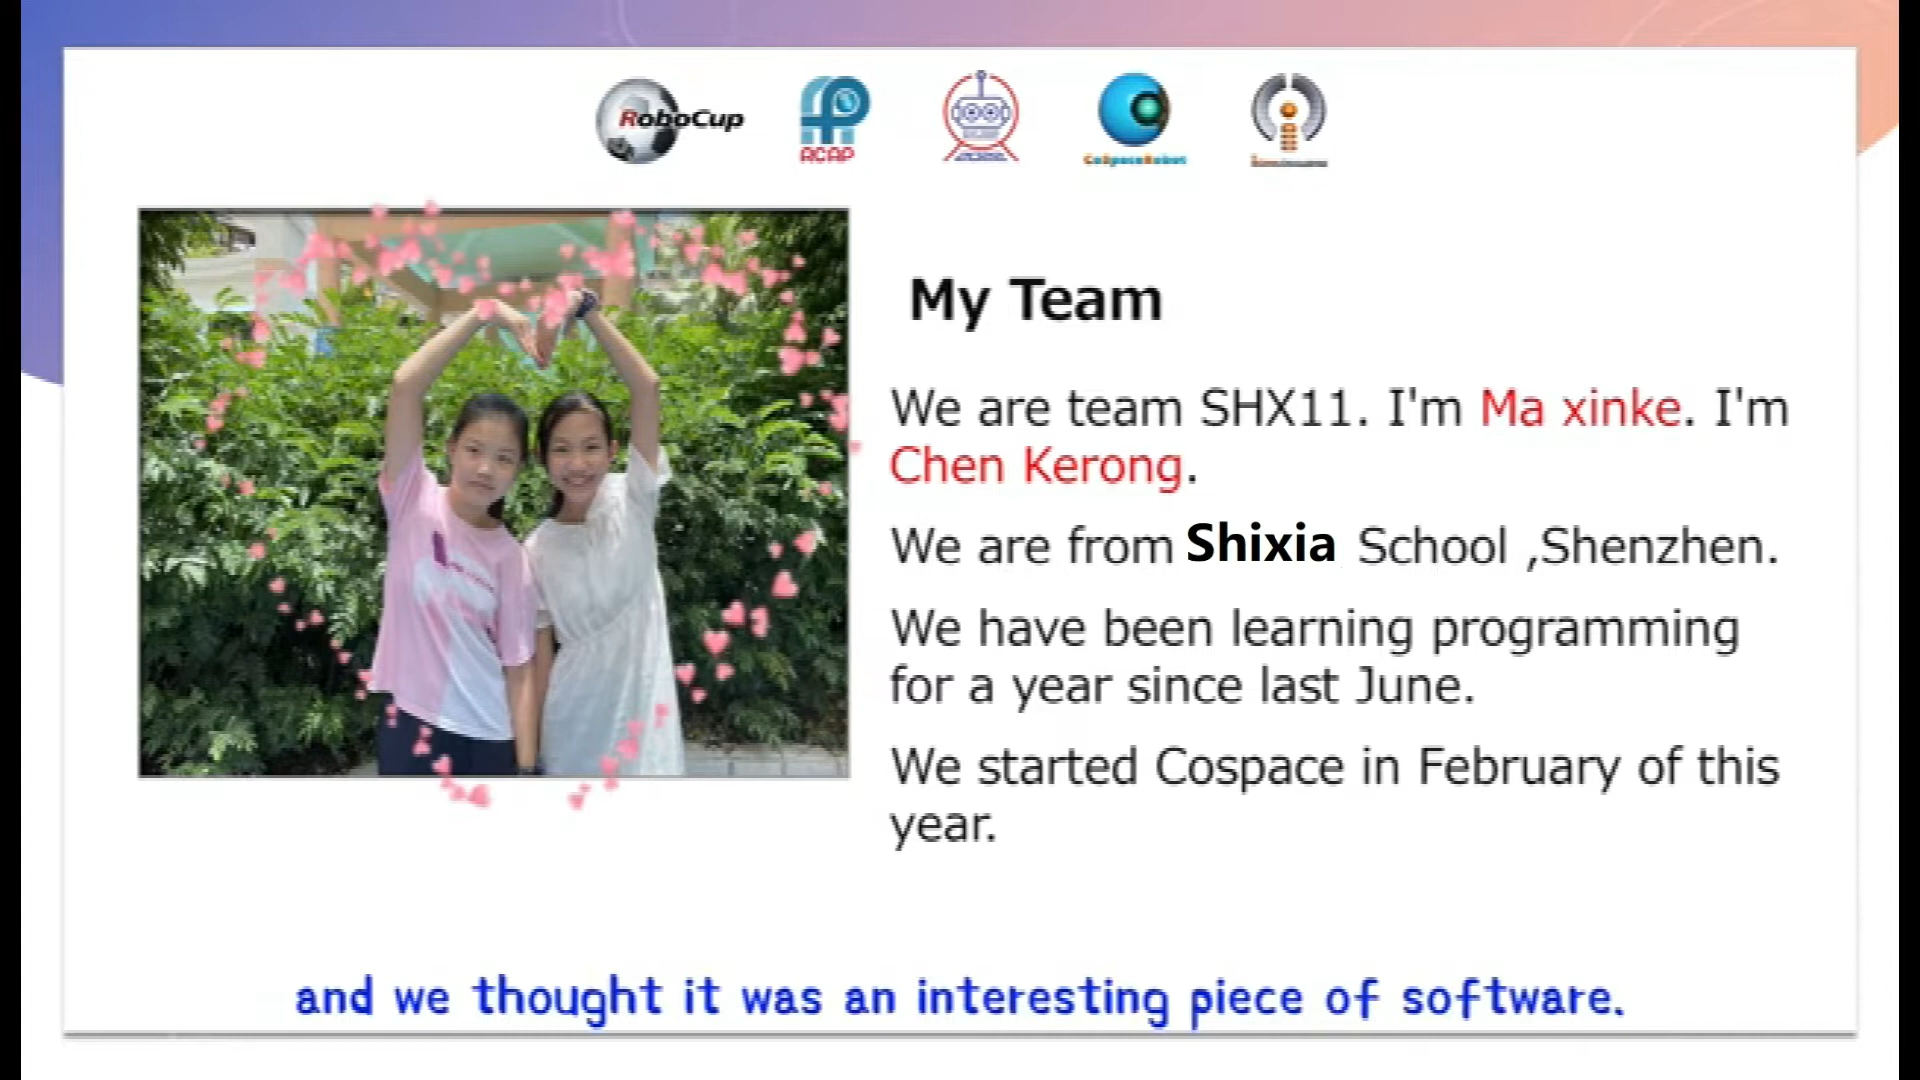 RoboCup
RCAP
CoSpaceRobot
My Team
We are team SHX11. I'm Ma xinke. I'm
Chen Kerong.
We are from Shixia School ,Shenzhen.
We have been learning programming
for a year since last June.
We started Cospace in February of this
year.
and we thought it was an interesting piece of software.